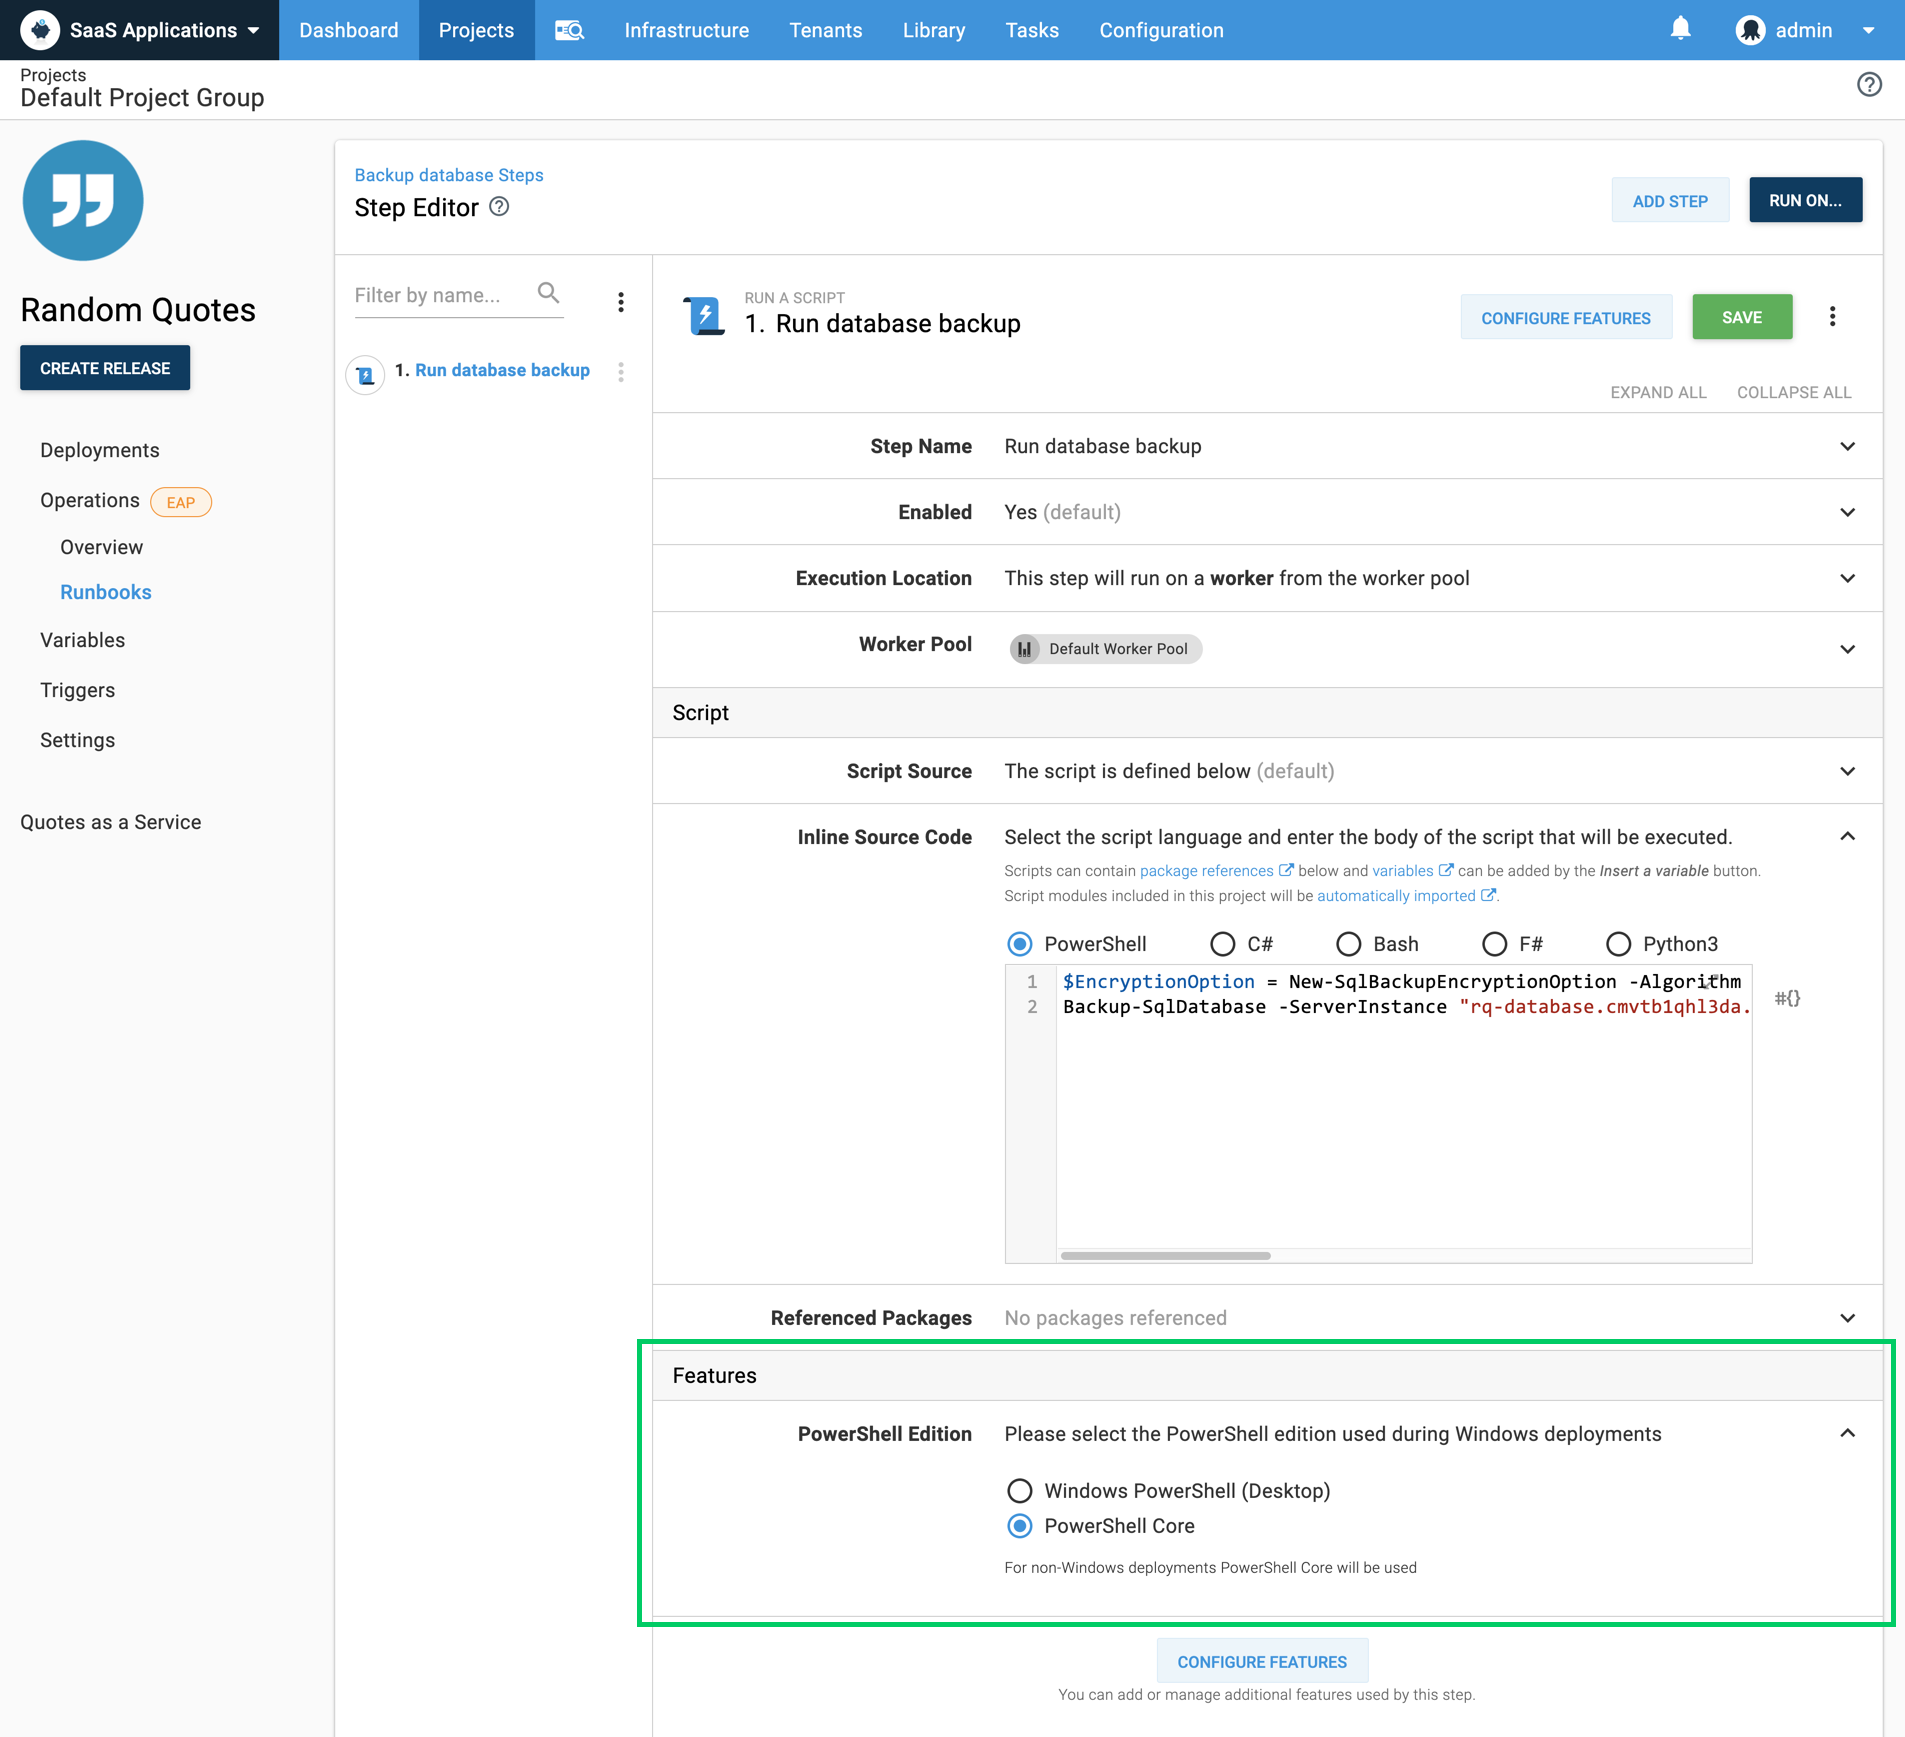 SaaS Applications
Dashboard
Projects
Infrastructure
Tenants
Library
Tasks
Configuration
admin
Projects
Default Project Group
Random Quotes
CREATE RELEASE
Deployments
Operations EAP
Overview
Runbooks
Variables
Triggers
Settings
Quotes as a Service
Backup database Steps
Step Editor
ADD STEP
RUN ON...
Filter by name...
1. Run database backup
RUN A SCRIPT
1. Run database backup
CONFIGURE FEATURES
SAVE
EXPAND ALL
COLLAPSE ALL
Step Name Run database backup
Enabled Yes (default)
Execution Location This step will run on a worker from the worker pool
Worker Pool Default Worker Pool
Script
Script Source The script is defined below (default)
Inline Source Code Select the script language and enter the body of the script that will be executed.
Scripts can contain package references below and variables can be added by the Insert a variable button.
Script modules included in this project will be automatically imported .
PowerShell C# Bash F# Python3
1 $EncryptionOption = New-SqlBackupEncryptionOption -Algorithm
2 Backup-SqlDatabase -ServerInstance "rq-database.cmvtb1qhl3da.
#{}
Referenced Packages No packages referenced
Features
PowerShell Edition Please select the PowerShell edition used during Windows deployments
Windows PowerShell (Desktop)
PowerShell Core
For non-Windows deployments PowerShell Core will be used
CONFIGURE FEATURES
You can add or manage additional features used by this step.